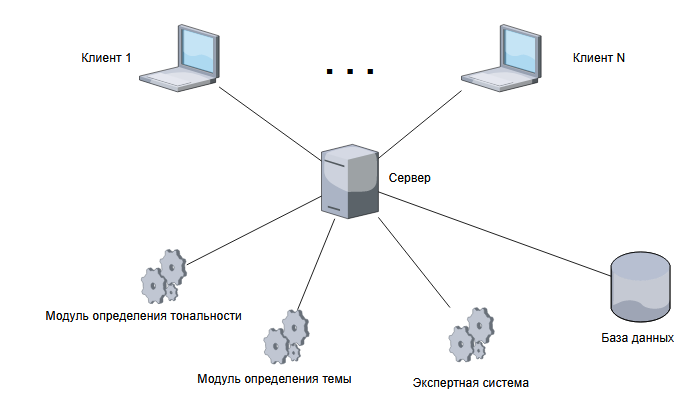 Клиент 1
. . .
Клиент N
Сервер
Модуль определения тональности
Модуль определения темы
Экспертная система
База данных